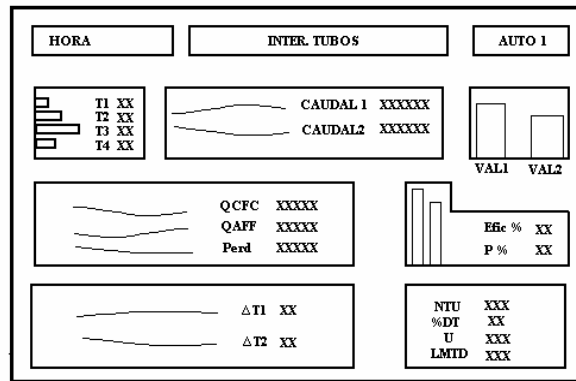 HORA
INTER. TUBOS
AUTO 1
T1 XX
T2 XX
T3 XX
T4 XX
CAUDAL 1 XXXXXX
CAUDAL2 XXXXXX
VAL1 VAL2
QCFC XXXXX
QAFF XXXXX
Perd XXXXX
Efic % XX
P % XX
ΔT1 XX
ΔT2 XX
NTU XXX
%DT XX
U XXX
LMTD XXX